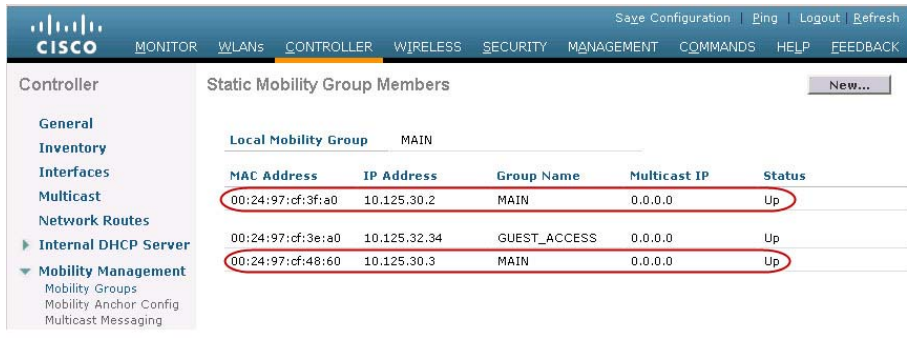 Save Configuration | Ping | Logout | Refresh
CISCO MONITOR WLANs CONTROLLER WIRELESS SECURITY MANAGEMENT COMMANDS HELP FEEDBACK
Controller
General
Inventory
Interfaces
Multicast
Network Routes
Internal DHCP Server
Mobility Management
Mobility Groups
Mobility Anchor Config
Multicast Messaging
Static Mobility Group Members
New...
Local Mobility Group MAIN
MAC Address IP Address Group Name Multicast IP Status
00:24:97:cf:3f:a0 10.125.30.2 MAIN 0.0.0.0 Up
00:24:97:cf:3e:a0 10.125.32.34 GUEST_ACCESS 0.0.0.0 Up
00:24:97:cf:48:60 10.125.30.3 MAIN 0.0.0.0 Up